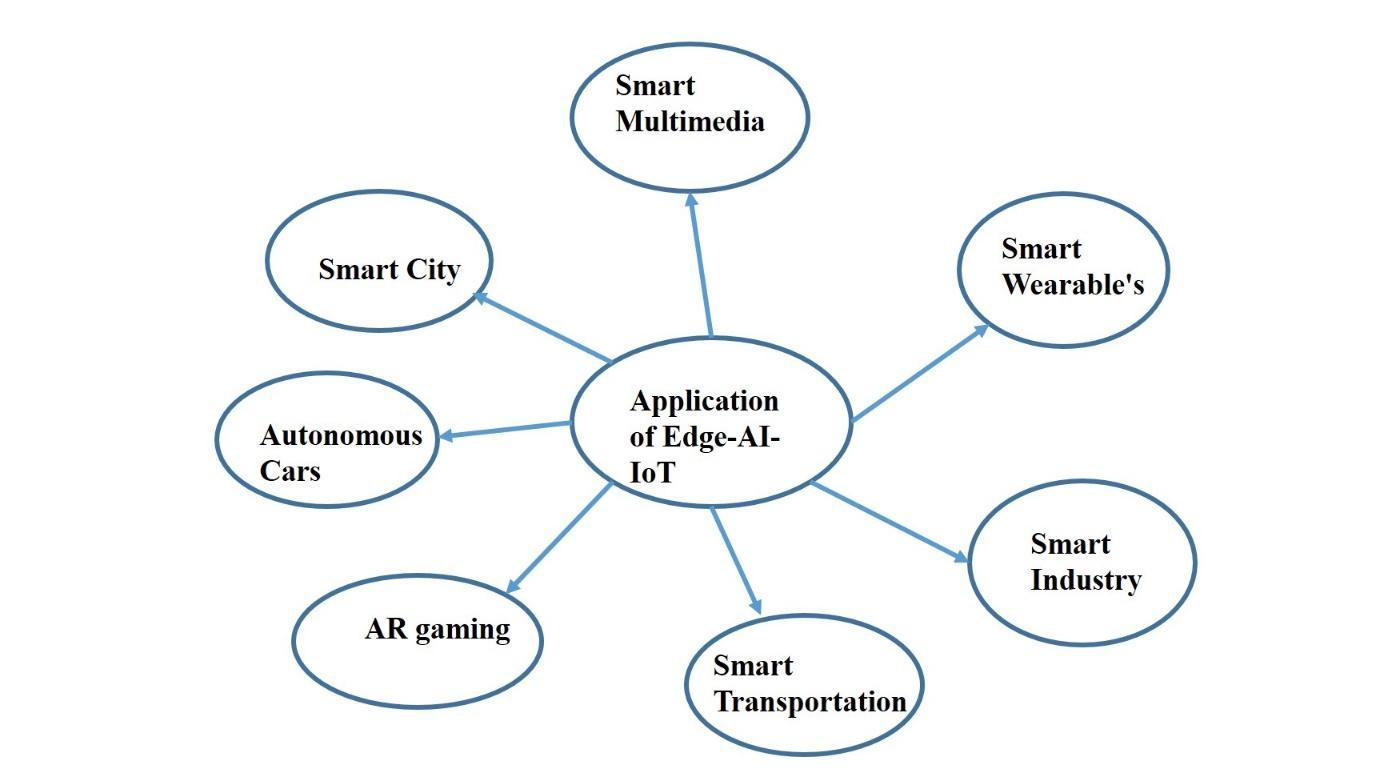 Smart
Multimedia
Smart City
Smart
Wearable's
Application
of Edge-AI-
IoT
Autonomous
Cars
Smart
Industry
AR gaming
Smart
Transportation